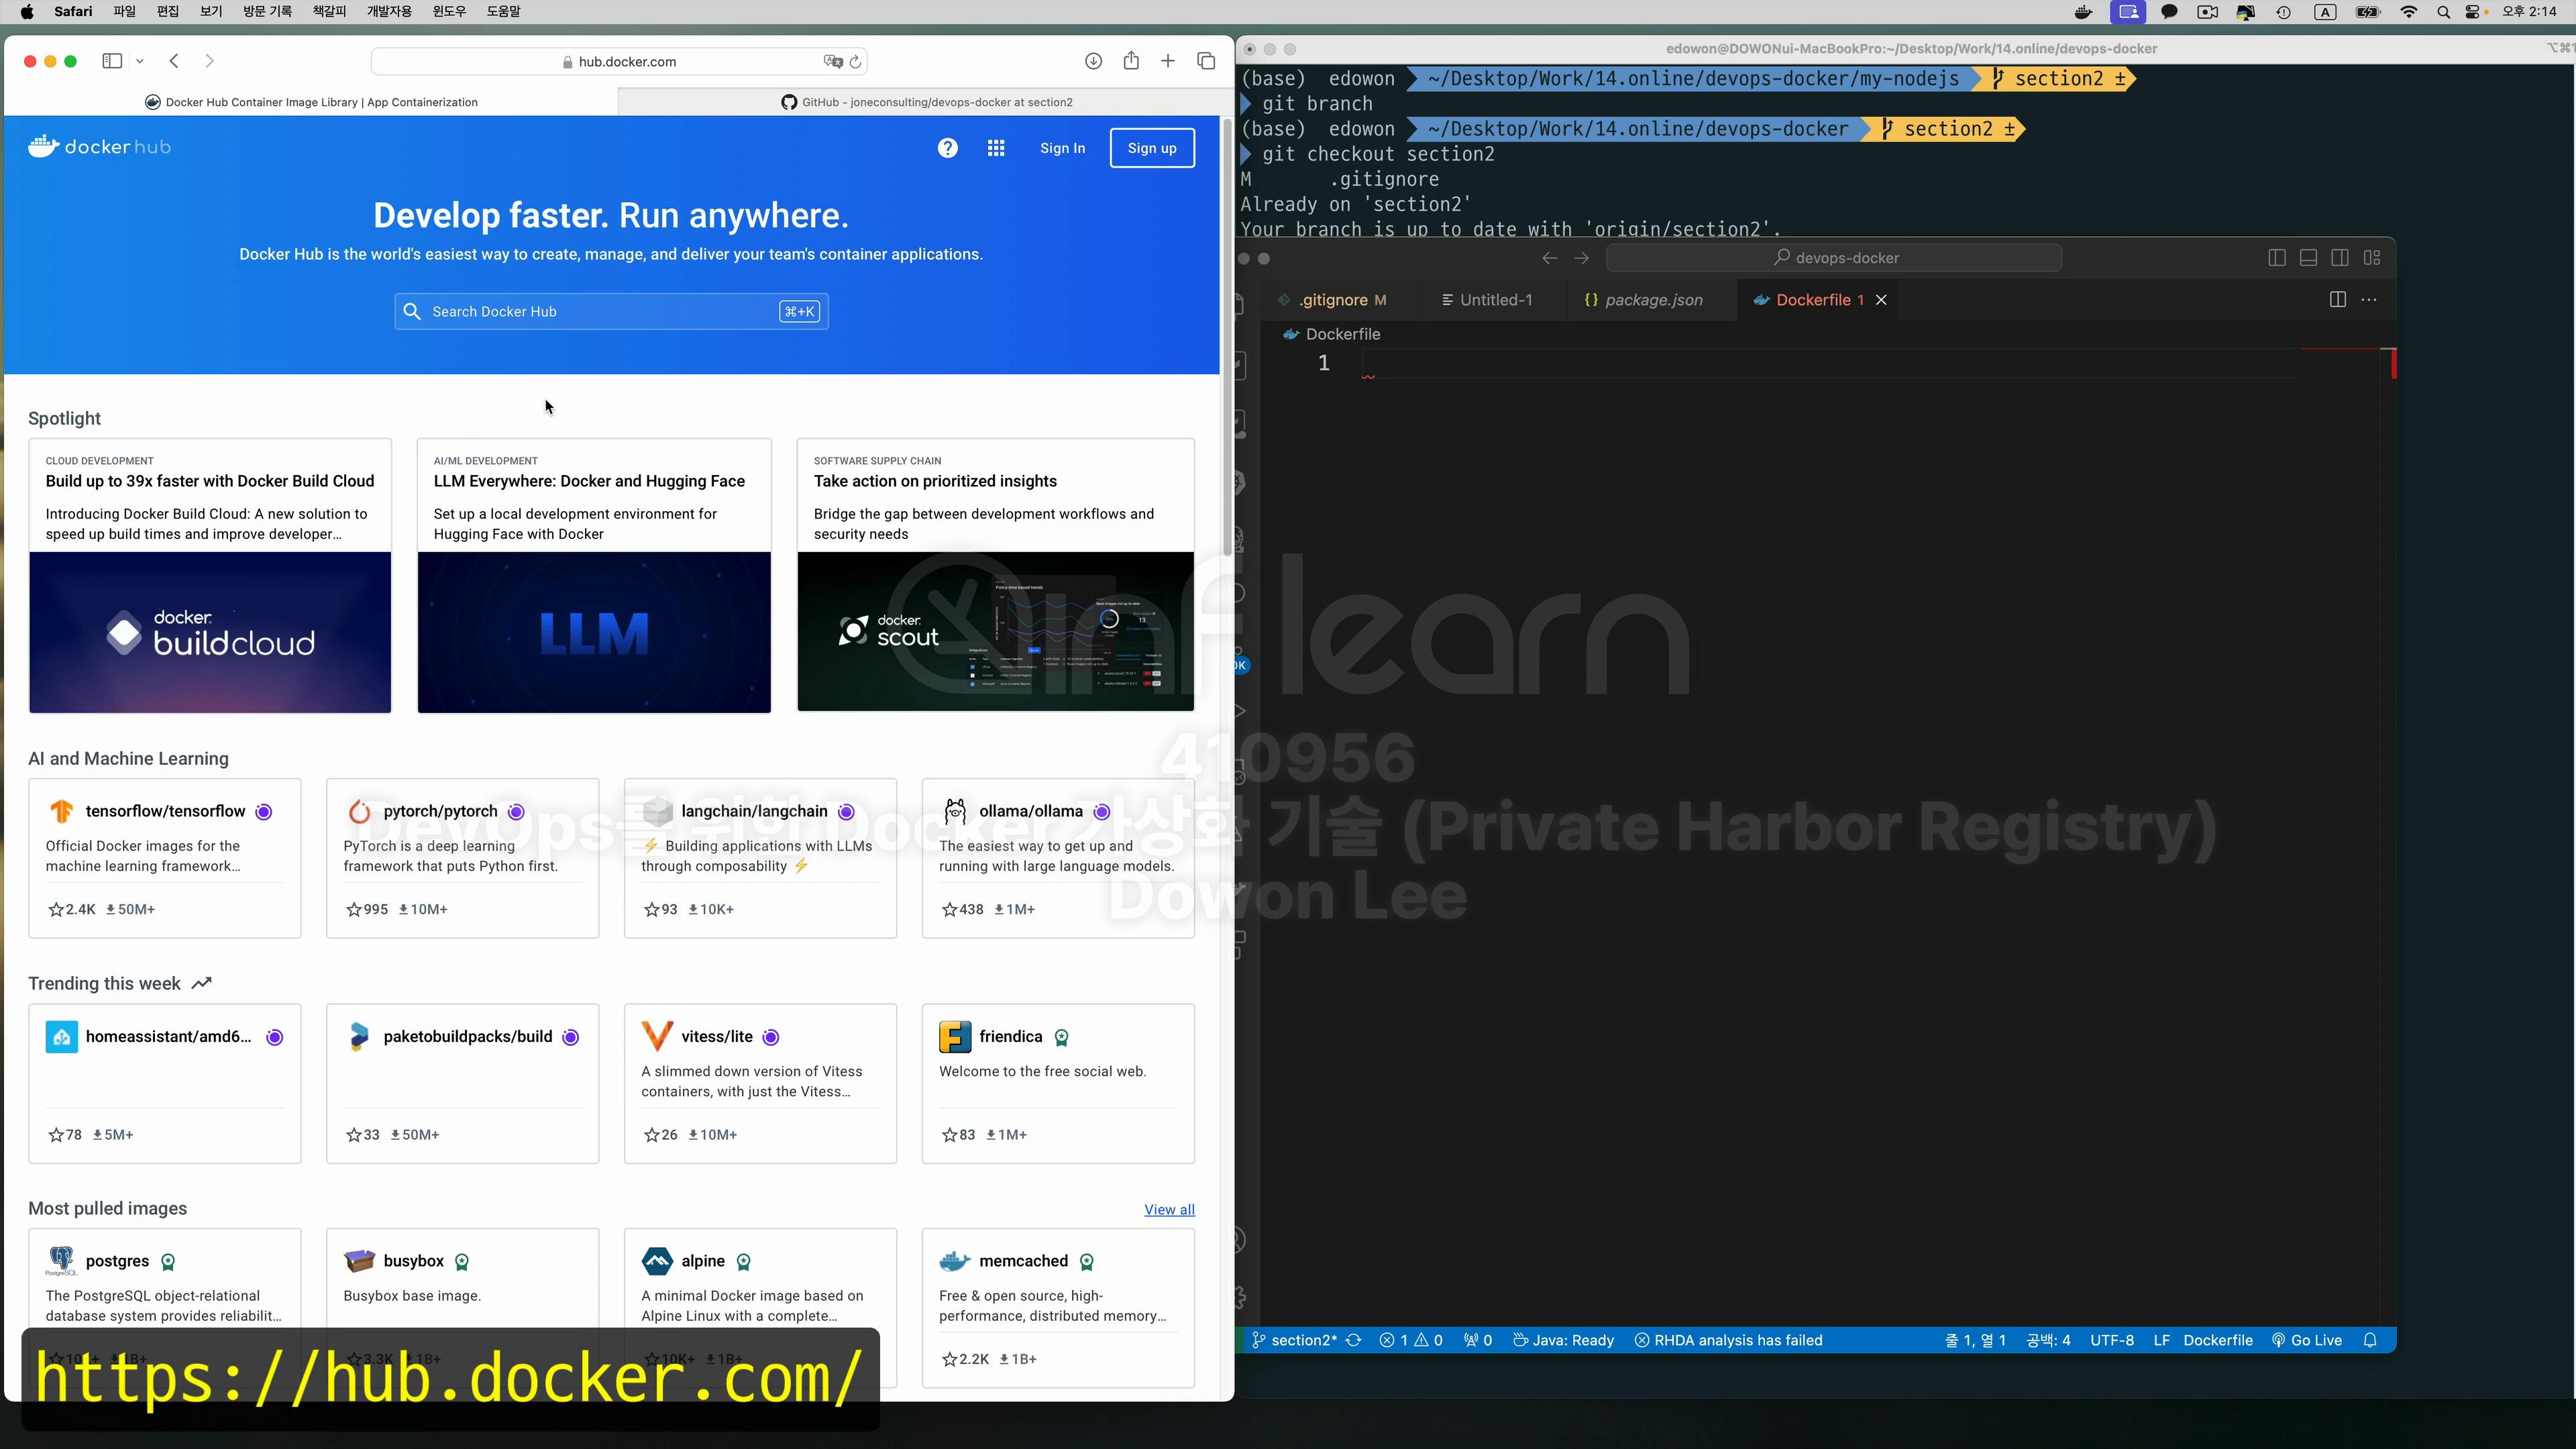 Safari 파일 편집 보기 방문 기록 책갈피 개발자용 윈도우 도움말
A 오후 2:14
hub.docker.com
Docker Hub Container Image Library | App Containerization
GitHub - joneconsulting/devops-docker at section2
docker hub
Sign In
Sign up
Develop faster. Run anywhere.
Docker Hub is the world's easiest way to create, manage, and deliver your team's container applications.
Search Docker Hub
⌘+K
Spotlight
CLOUD DEVELOPMENT
Build up to 39x faster with Docker Build Cloud
Introducing Docker Build Cloud: A new solution to
speed up build times and improve developer…
docker.
buildcloud
AI/ML DEVELOPMENT
LLM Everywhere: Docker and Hugging Face
Set up a local development environment for
Hugging Face with Docker
LLM
SOFTWARE SUPPLY CHAIN
Take action on prioritized insights
Bridge the gap between development workflows and
security needs
docker.
scout
AI and Machine Learning
tensorflow/tensorflow
Official Docker images for the
machine learning framework…
2.4K 50M+
pytorch/pytorch
PyTorch is a deep learning
framework that puts Python first.
995 10M+
langchain/langchain
⚡ Building applications with LLMs
through composability ⚡
93 10K+
ollama/ollama
The easiest way to get up and
running with large language models.
438 1M+
Trending this week
homeassistant/amd6…
78 5M+
paketobuildpacks/build
33 50M+
vitess/lite
A slimmed down version of Vitess
containers, with just the Vitess…
26 10M+
friendica
Welcome to the free social web.
83 1M+
Most pulled images
View all
postgres
The PostgreSQL object-relational
database system provides reliabilit…
busybox
Busybox base image.
3.3K 1B+
alpine
A minimal Docker image based on
Alpine Linux with a complete…
10K+ 1B+
memcached
Free & open source, high-
performance, distributed memory…
2.2K 1B+
https://hub.docker.com/
edowon@DOWONui-MacBookPro:~/Desktop/Work/14.online/devops-docker
(base) edowon ~/Desktop/Work/14.online/devops-docker/my-nodejs section2 ±
git branch
(base) edowon ~/Desktop/Work/14.online/devops-docker section2 ±
git checkout section2
M .gitignore
Already on 'section2'
Your branch is up to date with 'origin/section2'.
devops-docker
.gitignore M
Untitled-1
{} package.json
Dockerfile 1
Dockerfile
1
section2* 1 0 0 Java: Ready RHDA analysis has failed
줄 1, 열 1 공백: 4 UTF-8 LF Dockerfile Go Live
inflearn
410956
DevOps를 위한 Docker 가상화 기술 (Private Harbor Registry)
Dowon Lee